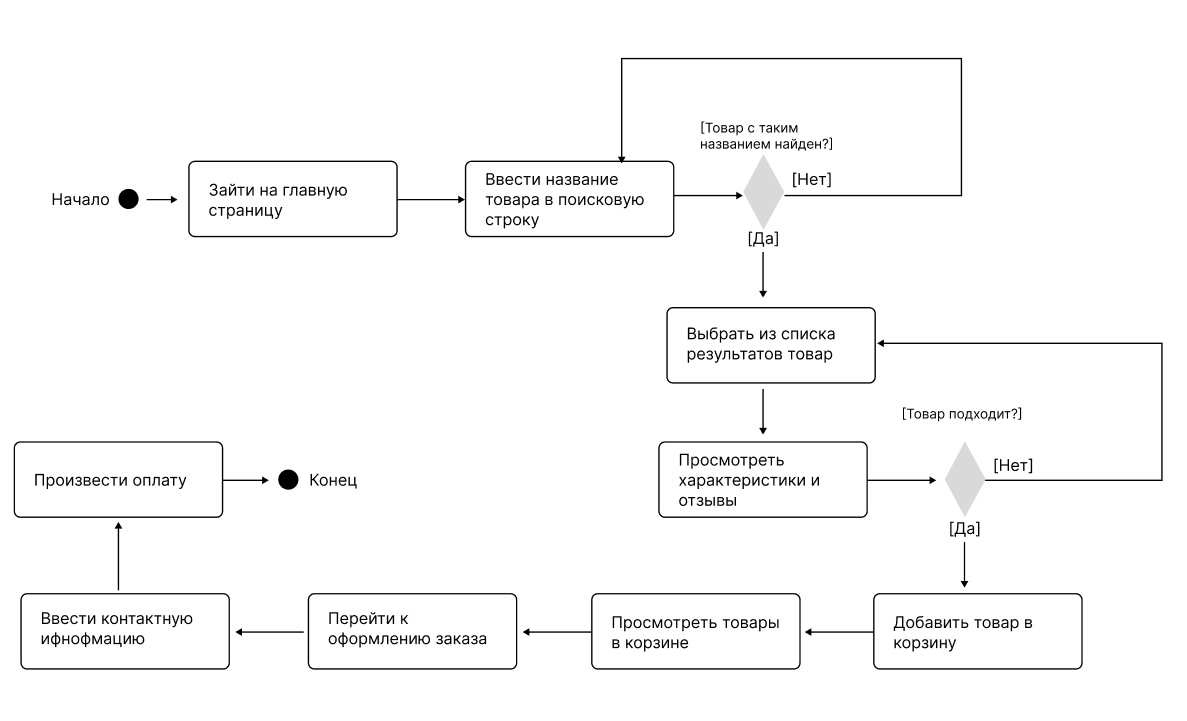 [Товар с таким
названием найден?]
Начало
Зайти на главную
страницу
Ввести название
товара в поисковую
строку
[Нет]
[Да]
Выбрать из списка
результатов товар
[Товар подходит?]
Просмотреть
характеристики и
отзывы
[Нет]
[Да]
Добавить товар в
корзину
Просмотреть товары
в корзине
Перейти к
оформлению заказа
Ввести контактную
ифнофмацию
Произвести оплату
Конец